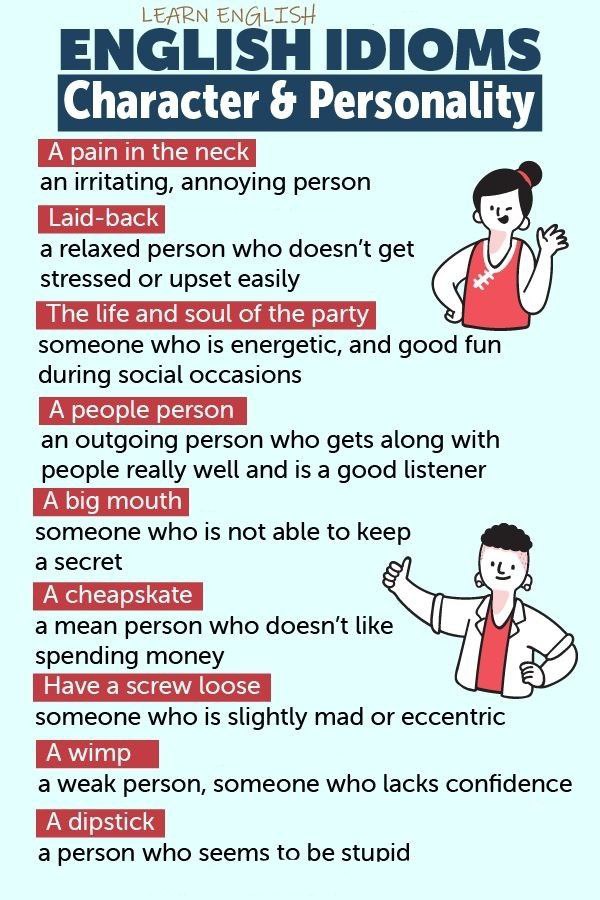 LEARN ENGLISH
ENGLISH IDIOMS
Character & Personality
A pain in the neck
an irritating, annoying person
Laid-back
a relaxed person who doesn't get
stressed or upset easily
The life and soul of the party
someone who is energetic, and good fun
during social occasions
A people person
an outgoing person who gets along with
people really well and is a good listener
A big mouth
someone who is not able to keep
a secret
A cheapskate
a mean person who doesn't like
spending money
Have a screw loose
someone who is slightly mad or eccentric
A wimp
a weak person, someone who lacks confidence
A dipstick
a person who seems to be stupid